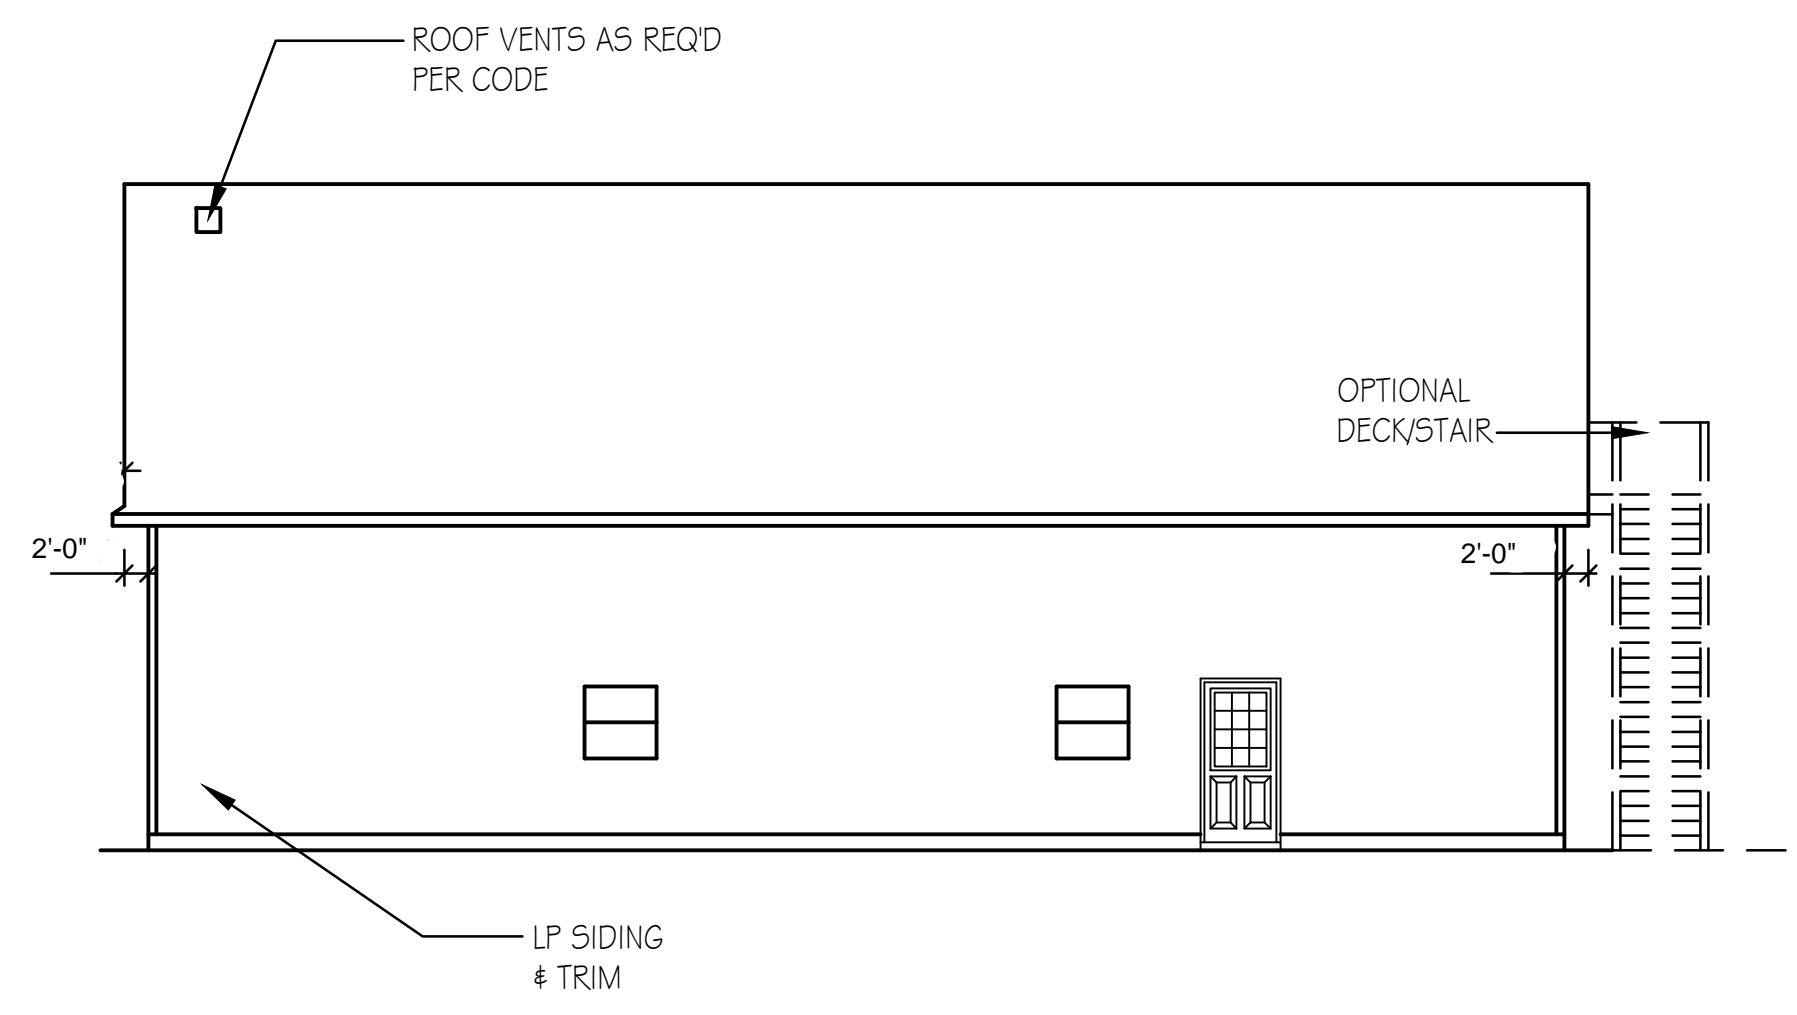 ROOF VENTS AS REQ'D
PER CODE
OPTIONAL
DECK/STAIR
2'-0"
2'-0"
LP SIDING
& TRIM